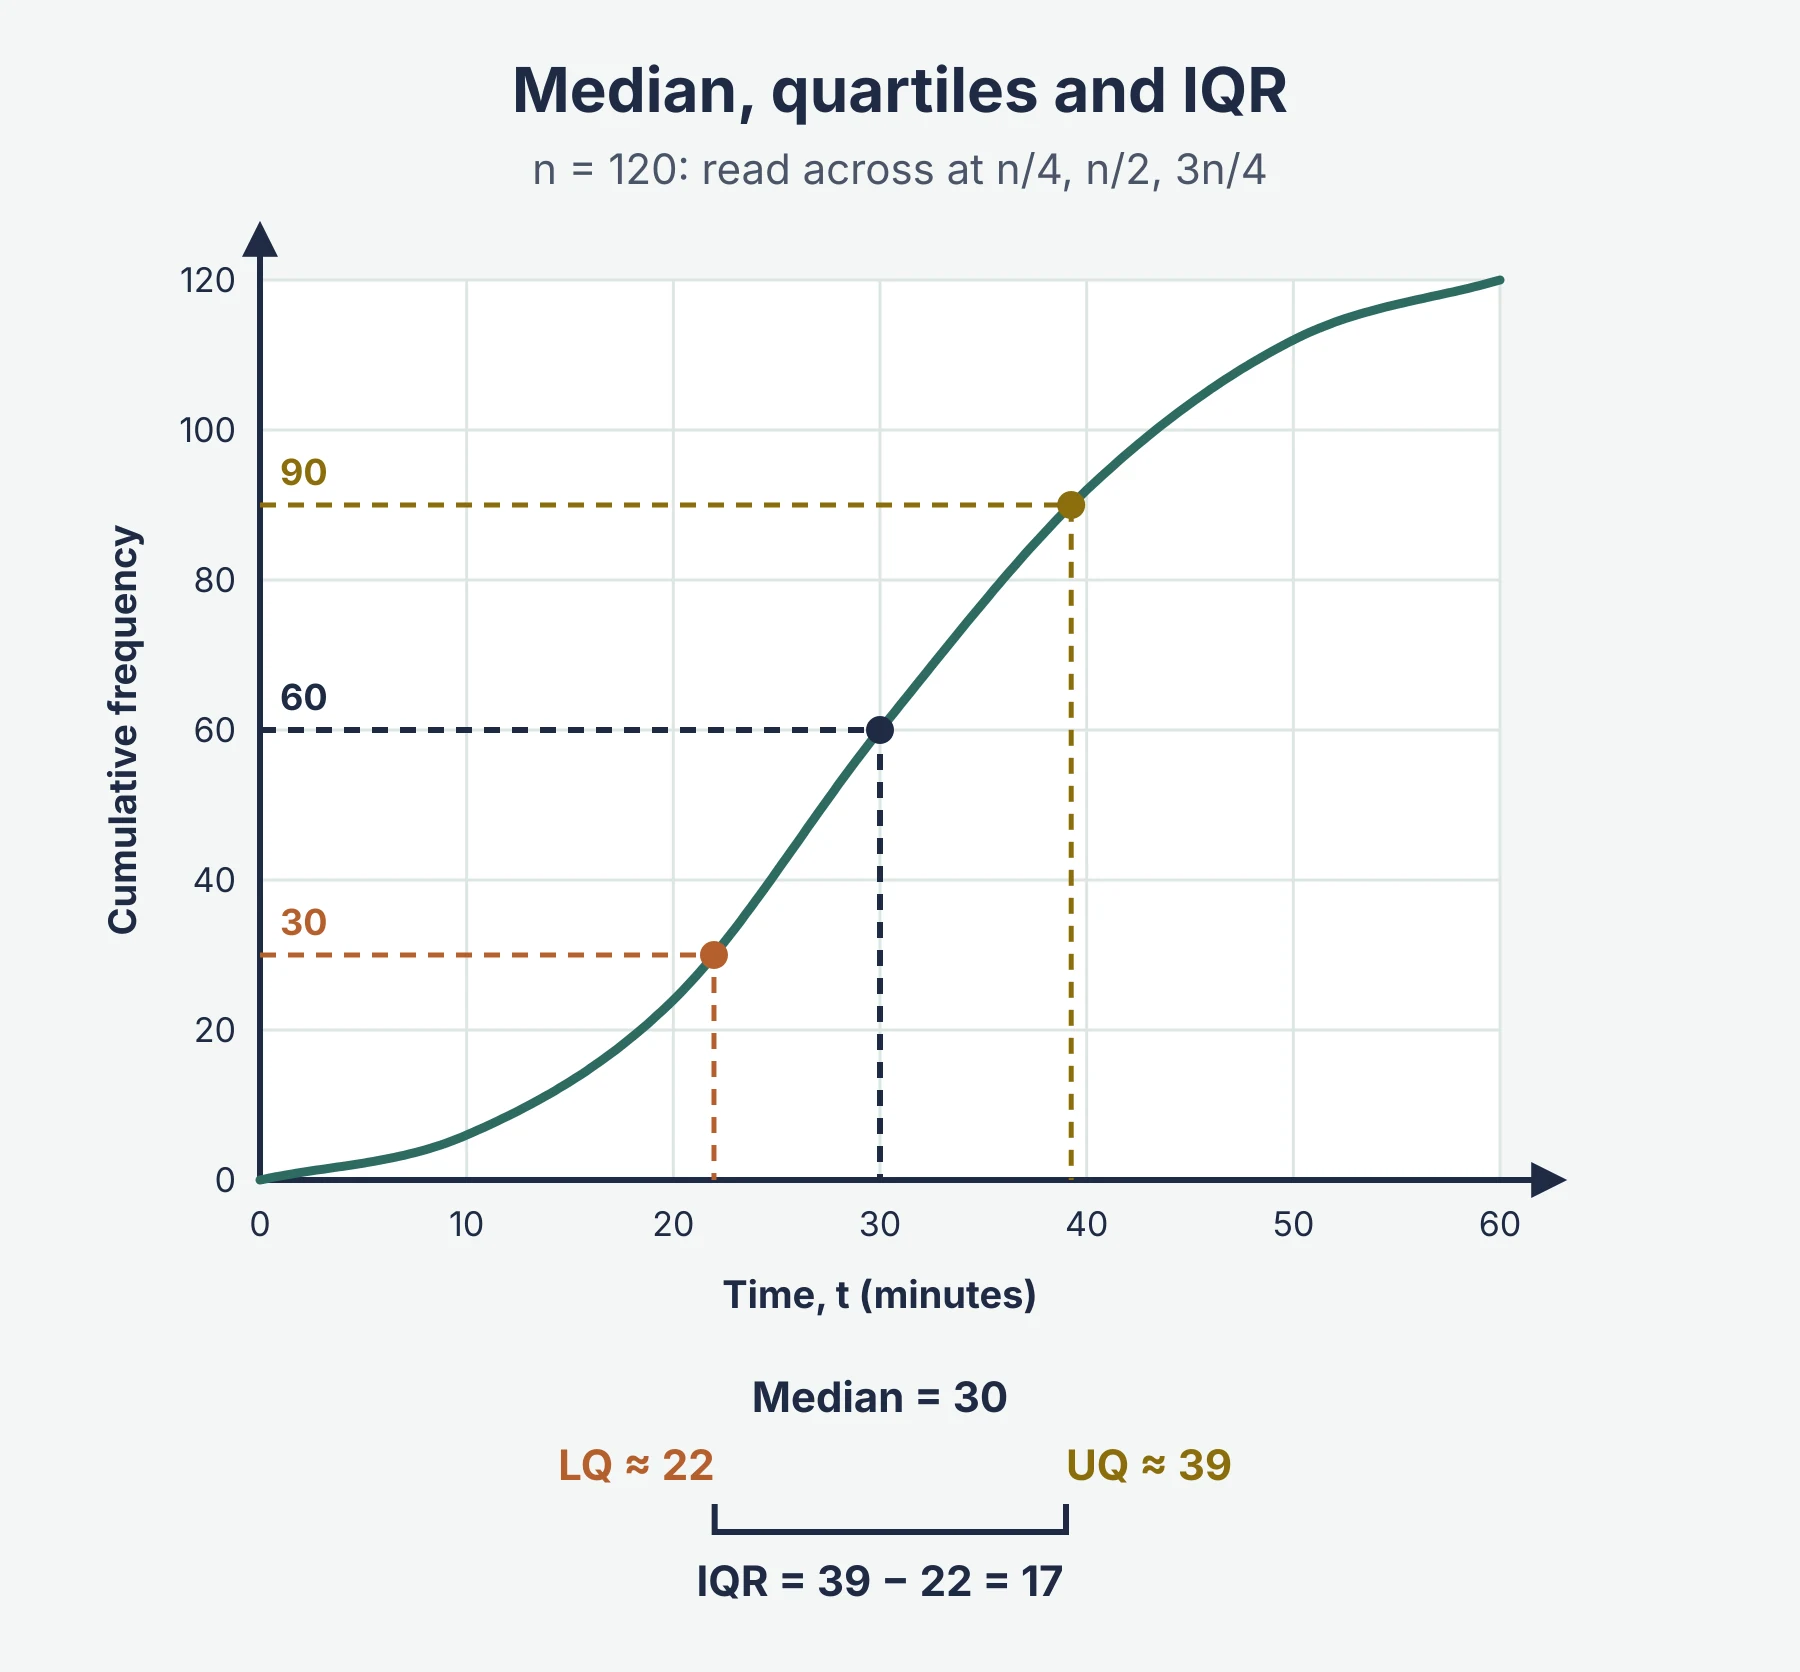 Median, quartiles and IQR
n = 120: read across at n/4, n/2, 3n/4
120
100
90
80
60
60
40
30
20
0
0 10 20 30 40 50 60
Cumulative frequency
Time, t (minutes)
Median = 30
LQ ≈ 22 UQ ≈ 39
IQR = 39 − 22 = 17